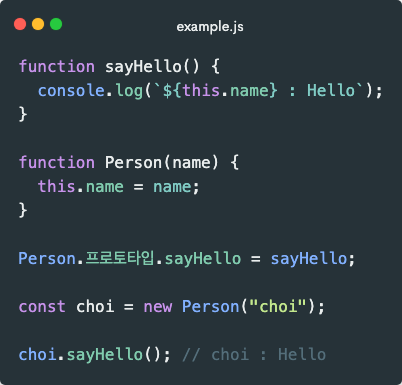 example.js
function sayHello() {
  console.log(`${this.name} : Hello`);
}
function Person(name) {
  this.name = name;
}
Person.프로토타입.sayHello = sayHello;
const choi = new Person("choi");
choi.sayHello(); // choi : Hello